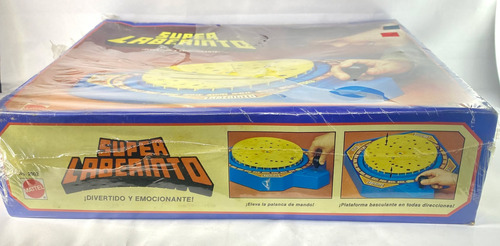 SUPER
LABERINTO
SUPER
LABERINTO
MATTEL
¡DIVERTIDO Y EMOCIONANTE!
¡Eleva la palanca de mando!
¡Plataforma basculante en todas direcciones!